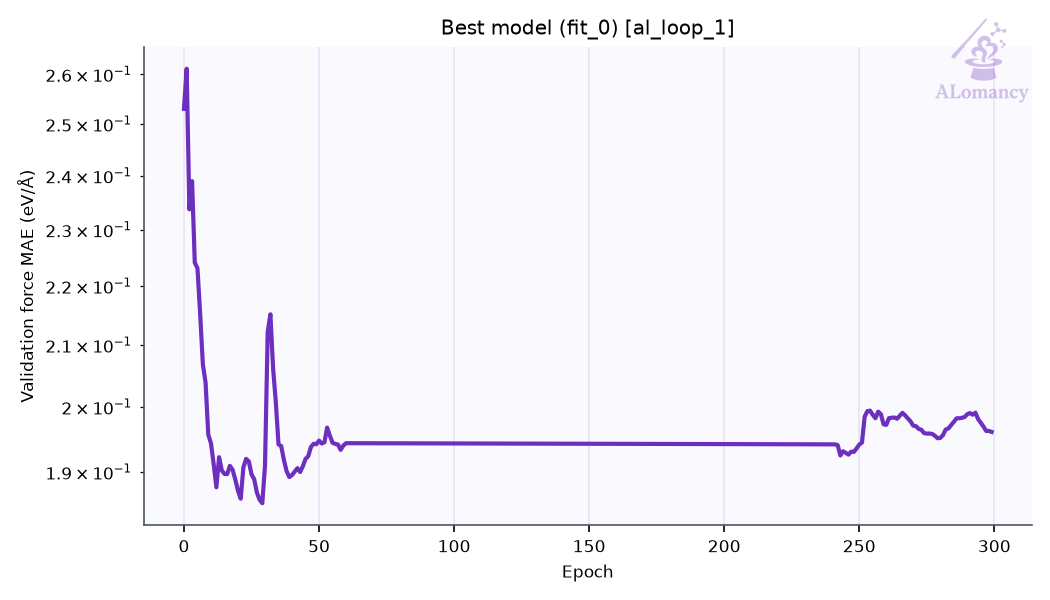 Best model (fit_0) [al_loop_1]
ALomancy
Validation force MAE (eV/Å)
2.6 × 10⁻¹
2.5 × 10⁻¹
2.4 × 10⁻¹
2.3 × 10⁻¹
2.2 × 10⁻¹
2.1 × 10⁻¹
2 × 10⁻¹
1.9 × 10⁻¹
0 50 100 150 200 250 300
Epoch